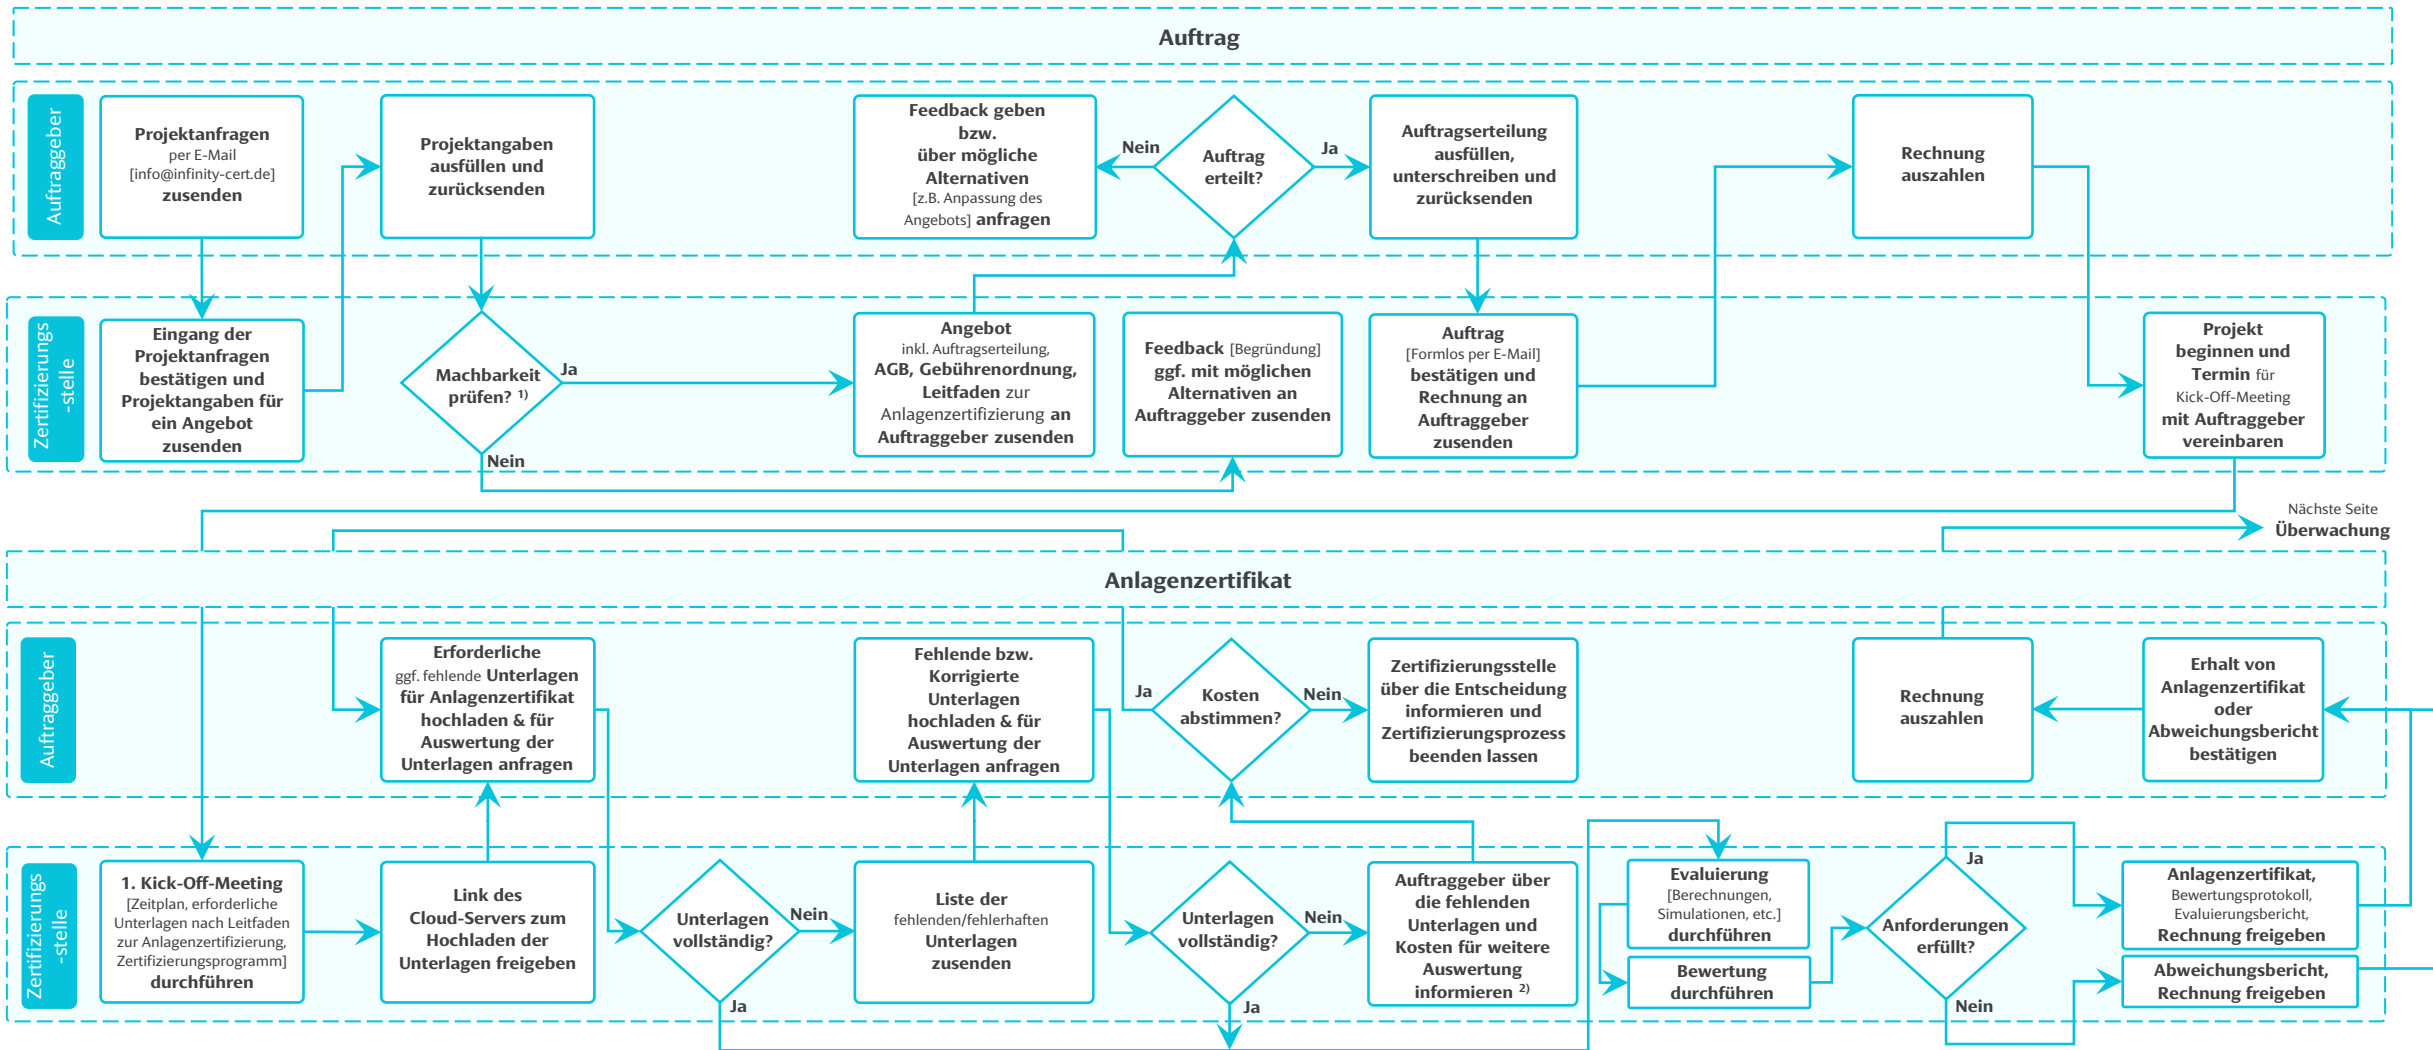 Auftrag
Auftraggeber
Projektanfragen
per E-Mail
[info@infinity-cert.de]
zusenden
Projektangaben
ausfüllen und
zurücksenden
Feedback geben
bzw.
über mögliche
Alternativen
[z.B. Anpassung des
Angebots] anfragen
Nein
Auftrag
erteilt?
Ja
Auftragserteilung
ausfüllen,
unterschreiben und
zurücksenden
Rechnung
auszahlen
Zertifizierungs
-stelle
Eingang der
Projektanfragen
bestätigen und
Projektangaben für
ein Angebot
zusenden
Machbarkeit
prüfen? 1)
Ja
Nein
Angebot
inkl. Auftragserteilung,
AGB, Gebührenordnung,
Leitfaden zur
Anlagenzertifizierung an
Auftraggeber zusenden
Feedback [Begründung]
ggf. mit möglichen
Alternativen an
Auftraggeber zusenden
Auftrag
[Formlos per E-Mail]
bestätigen und
Rechnung an
Auftraggeber
zusenden
Projekt
beginnen und
Termin für
Kick-Off-Meeting
mit Auftraggeber
vereinbaren
Nächste Seite
Überwachung
Anlagenzertifikat
Auftraggeber
Erforderliche
ggf. fehlende Unterlagen
für Anlagenzertifikat
hochladen & für
Auswertung der
Unterlagen anfragen
Fehlende bzw.
Korrigierte
Unterlagen
hochladen & für
Auswertung der
Unterlagen anfragen
Ja
Kosten
abstimmen?
Nein
Zertifizierungsstelle
über die Entscheidung
informieren und
Zertifizierungsprozess
beenden lassen
Rechnung
auszahlen
Erhalt von
Anlagenzertifikat
oder
Abweichungsbericht
bestätigen
Zertifizierungs
-stelle
1. Kick-Off-Meeting
[Zeitplan, erforderliche
Unterlagen nach Leitfaden
zur Anlagenzertifizierung,
Zertifizierungsprogramm]
durchführen
Link des
Cloud-Servers zum
Hochladen der
Unterlagen freigeben
Unterlagen
vollständig?
Nein
Ja
Liste der
fehlenden/fehlerhaften
Unterlagen
zusenden
Unterlagen
vollständig?
Nein
Ja
Auftraggeber über
die fehlenden
Unterlagen und
Kosten für weitere
Auswertung
informieren 2)
Evaluierung
[Berechnungen,
Simulationen, etc.]
durchführen
Bewertung
durchführen
Anforderungen
erfüllt?
Ja
Nein
Anlagenzertifikat,
Bewertungsprotokoll,
Evaluierungsbericht,
Rechnung freigeben
Abweichungsbericht,
Rechnung freigeben